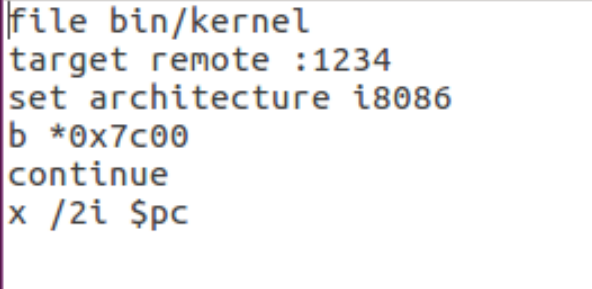 file bin/kernel
target remote :1234
set architecture i8086
b *0x7c00
continue
x /2i $pc